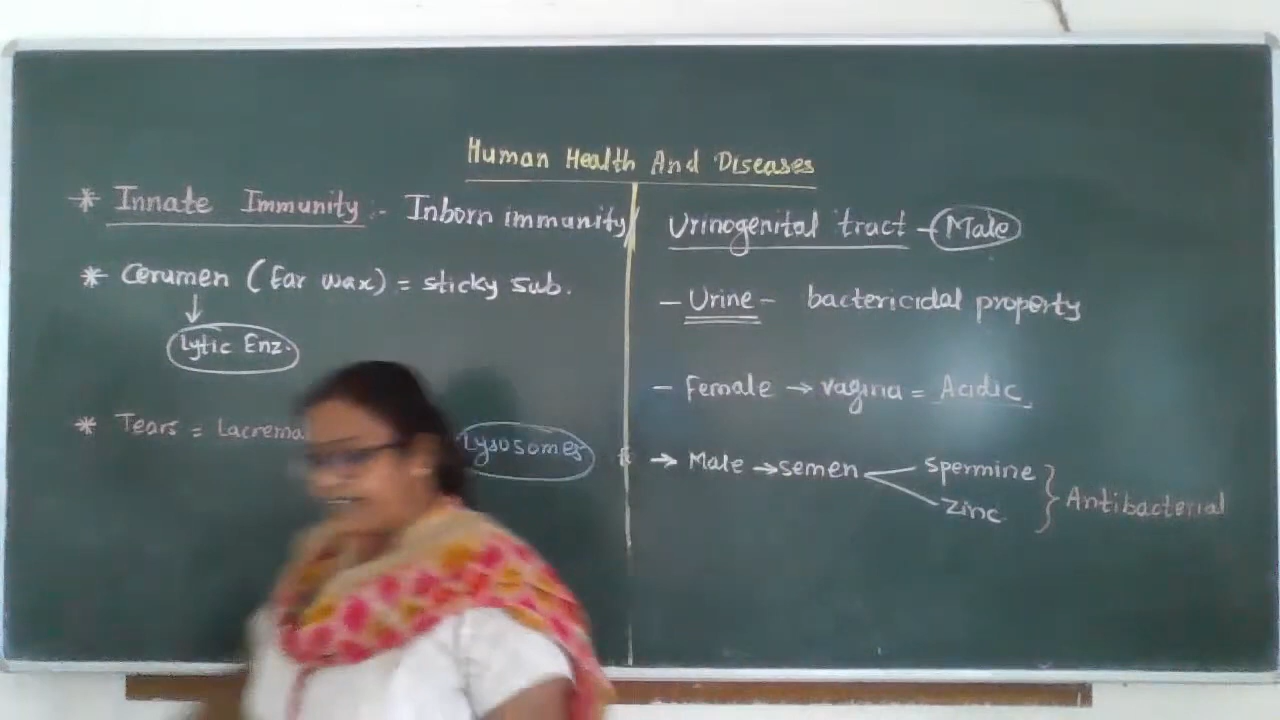 Human Health And Diseases
* Innate Immunity :- Inborn immunity
* Cerumen (Ear wax) = sticky sub.
↓
Lytic Enz.
* Tears = Lacrema
Lysosomes
Urinogenital tract - Male
- Urine - bactericidal property
- Female → vagina = Acidic
→ Male → semen
Spermine
Zinc
} Antibacterial